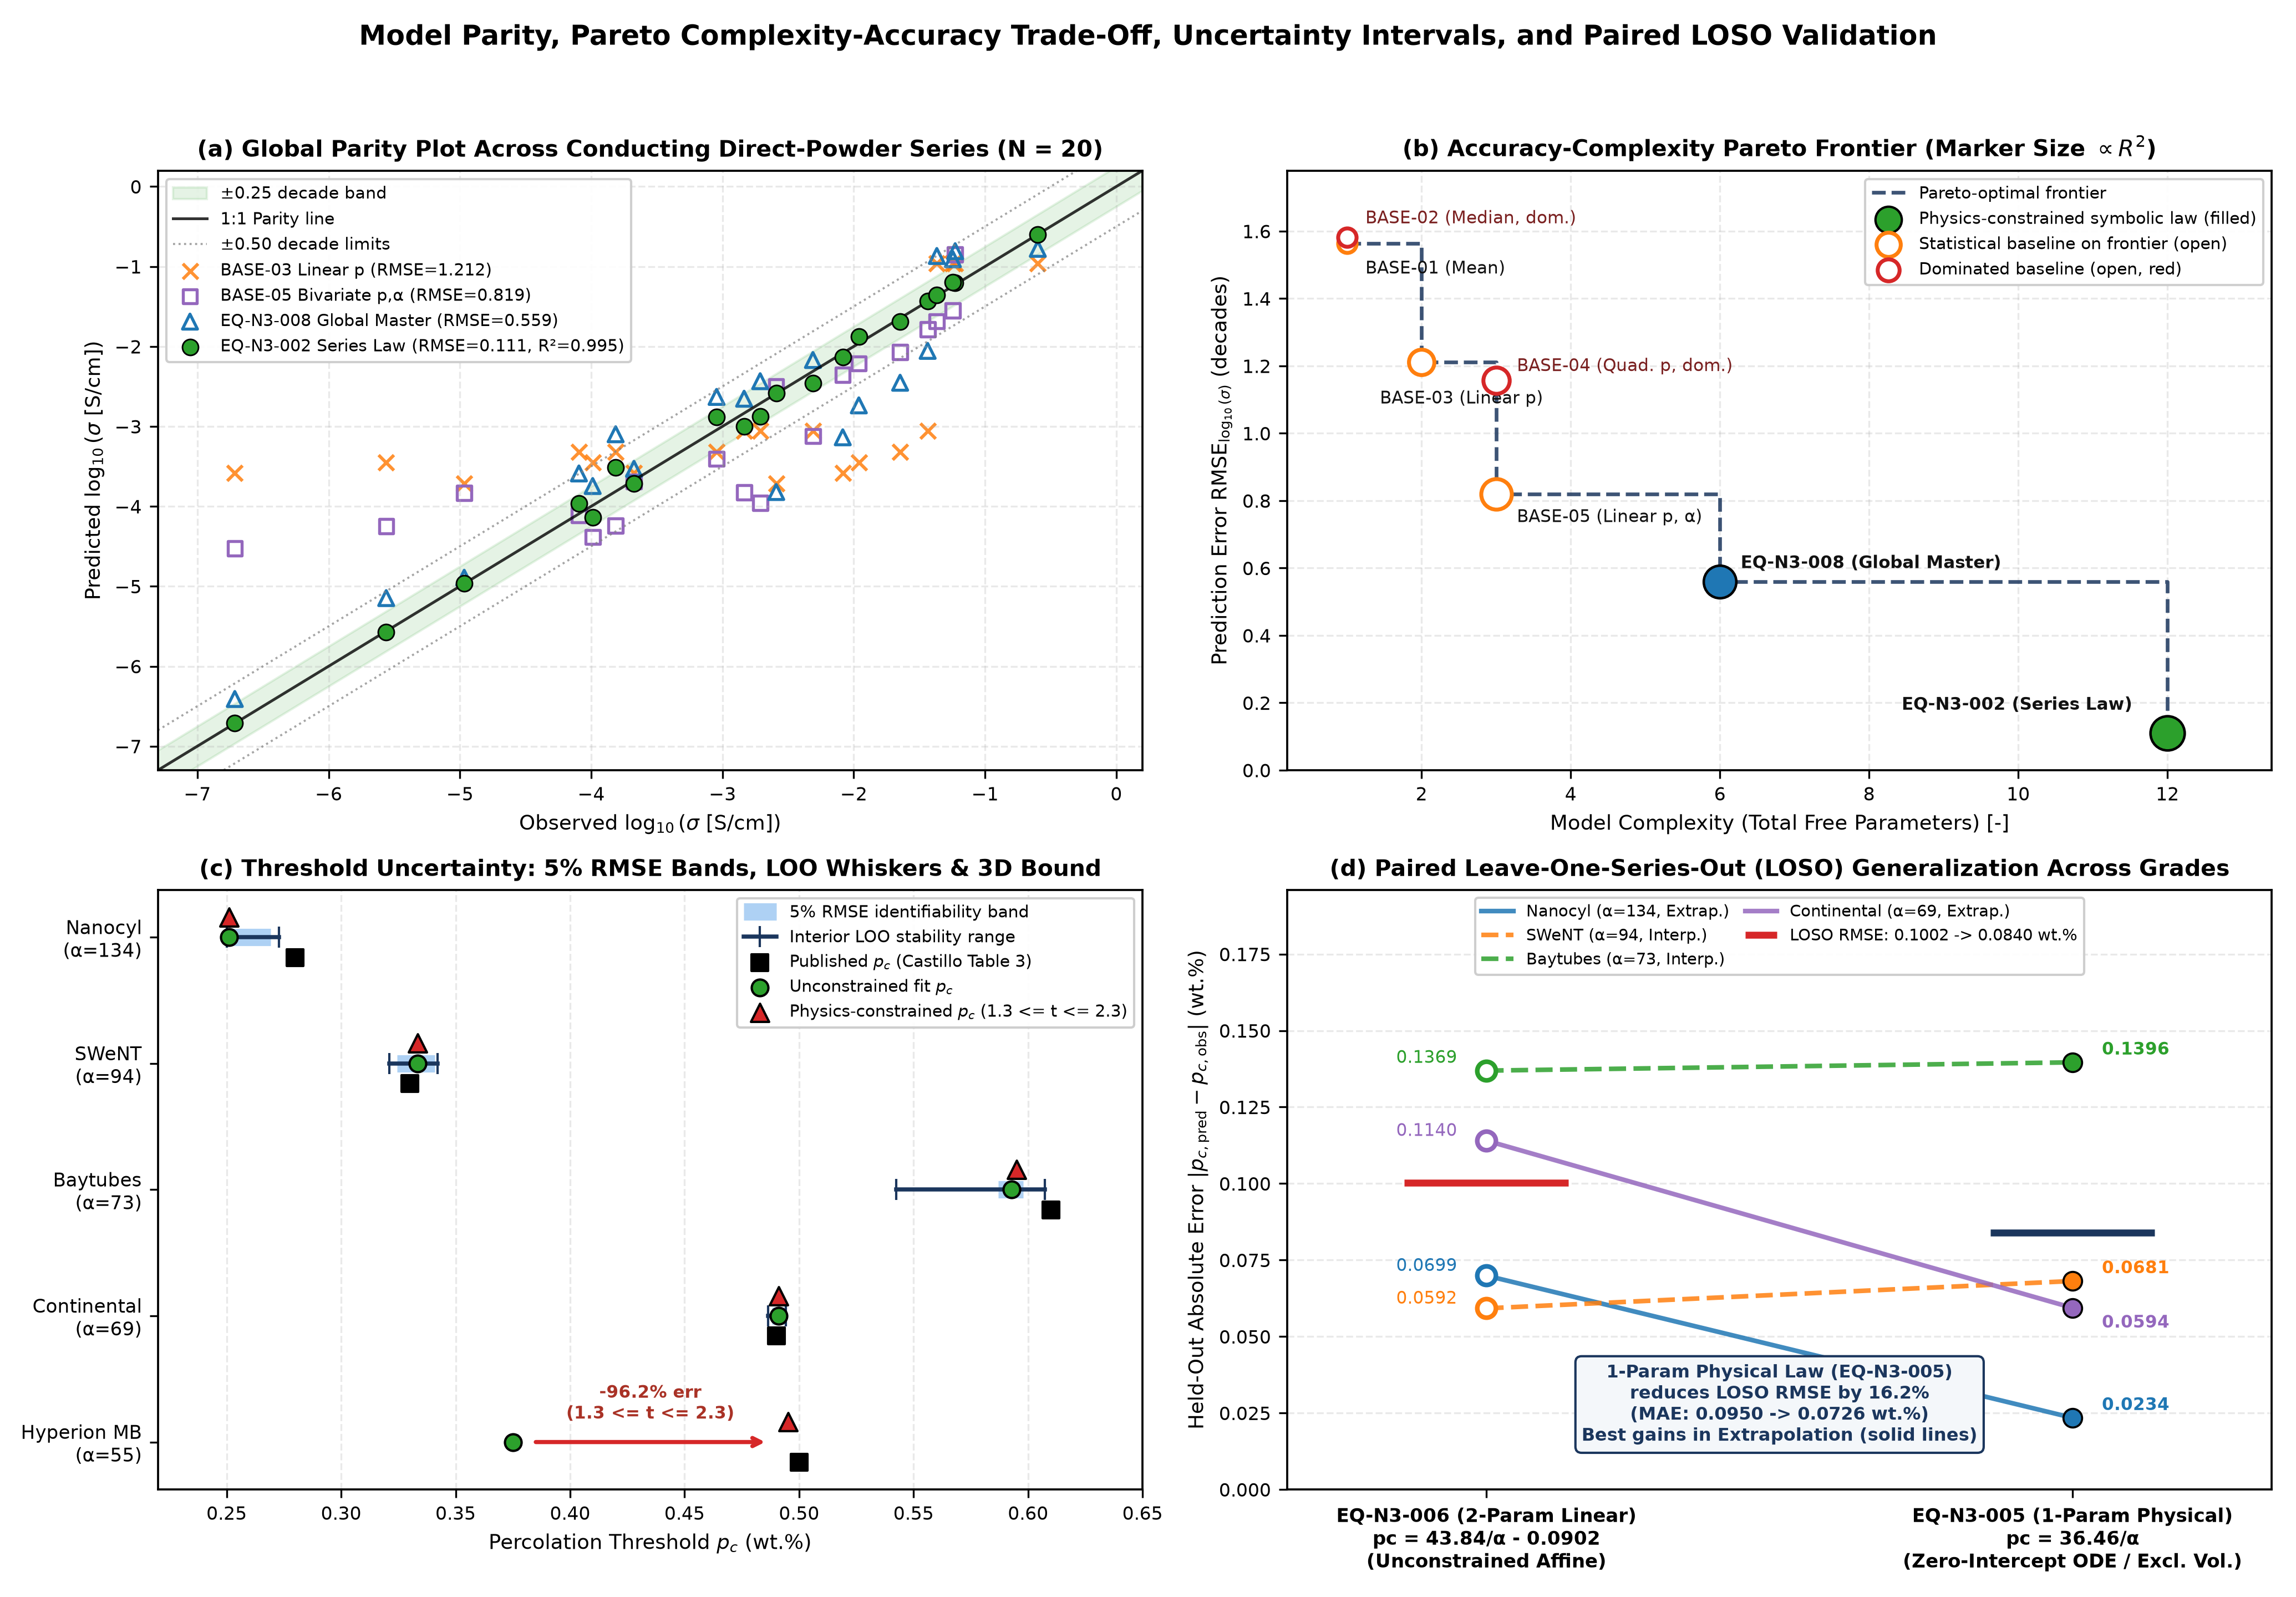 Model Parity, Pareto Complexity-Accuracy Trade-Off, Uncertainty Intervals, and Paired LOSO Validation
(a) Global Parity Plot Across Conducting Direct-Powder Series (N = 20)
±0.25 decade band
1:1 Parity line
±0.50 decade limits
BASE-03 Linear p (RMSE=1.212)
BASE-05 Bivariate p,α (RMSE=0.819)
EQ-N3-008 Global Master (RMSE=0.559)
EQ-N3-002 Series Law (RMSE=0.111, R²=0.995)
Predicted log₁₀ (σ [S/cm])
0
−1
−2
−3
−4
−5
−6
−7
−7
−6
−5
−4
−3
−2
−1
0
Observed log₁₀ (σ [S/cm])
(b) Accuracy-Complexity Pareto Frontier (Marker Size ∝ R²)
Pareto-optimal frontier
Physics-constrained symbolic law (filled)
Statistical baseline on frontier (open)
Dominated baseline (open, red)
BASE-02 (Median, dom.)
BASE-01 (Mean)
BASE-04 (Quad. p, dom.)
BASE-03 (Linear p)
BASE-05 (Linear p, α)
EQ-N3-008 (Global Master)
EQ-N3-002 (Series Law)
Prediction Error RMSE log₁₀ (σ) (decades)
1.6
1.4
1.2
1.0
0.8
0.6
0.4
0.2
0.0
2
4
6
8
10
12
Model Complexity (Total Free Parameters) [-]
(c) Threshold Uncertainty: 5% RMSE Bands, LOO Whiskers & 3D Bound
5% RMSE identifiability band
Interior LOO stability range
Published p_c (Castillo Table 3)
Unconstrained fit p_c
Physics-constrained p_c (1.3 <= t <= 2.3)
Nanocyl
(α=134)
SWeNT
(α=94)
Baytubes
(α=73)
Continental
(α=69)
Hyperion MB
(α=55)
-96.2% err
(1.3 <= t <= 2.3)
0.25
0.30
0.35
0.40
0.45
0.50
0.55
0.60
0.65
Percolation Threshold p_c (wt.%)
(d) Paired Leave-One-Series-Out (LOSO) Generalization Across Grades
Nanocyl (α=134, Extrap.)
SWeNT (α=94, Interp.)
Baytubes (α=73, Interp.)
Continental (α=69, Extrap.)
LOSO RMSE: 0.1002 -> 0.0840 wt.%
Held-Out Absolute Error |p_c,pred − p_c,obs| (wt.%)
0.175
0.150
0.125
0.100
0.075
0.050
0.025
0.000
0.1369
0.1396
0.1140
0.0699
0.0592
0.0681
0.0594
0.0234
1-Param Physical Law (EQ-N3-005)
reduces LOSO RMSE by 16.2%
(MAE: 0.0950 -> 0.0726 wt.%)
Best gains in Extrapolation (solid lines)
EQ-N3-006 (2-Param Linear)
pc = 43.84/α - 0.0902
(Unconstrained Affine)
EQ-N3-005 (1-Param Physical)
pc = 36.46/α
(Zero-Intercept ODE / Excl. Vol.)